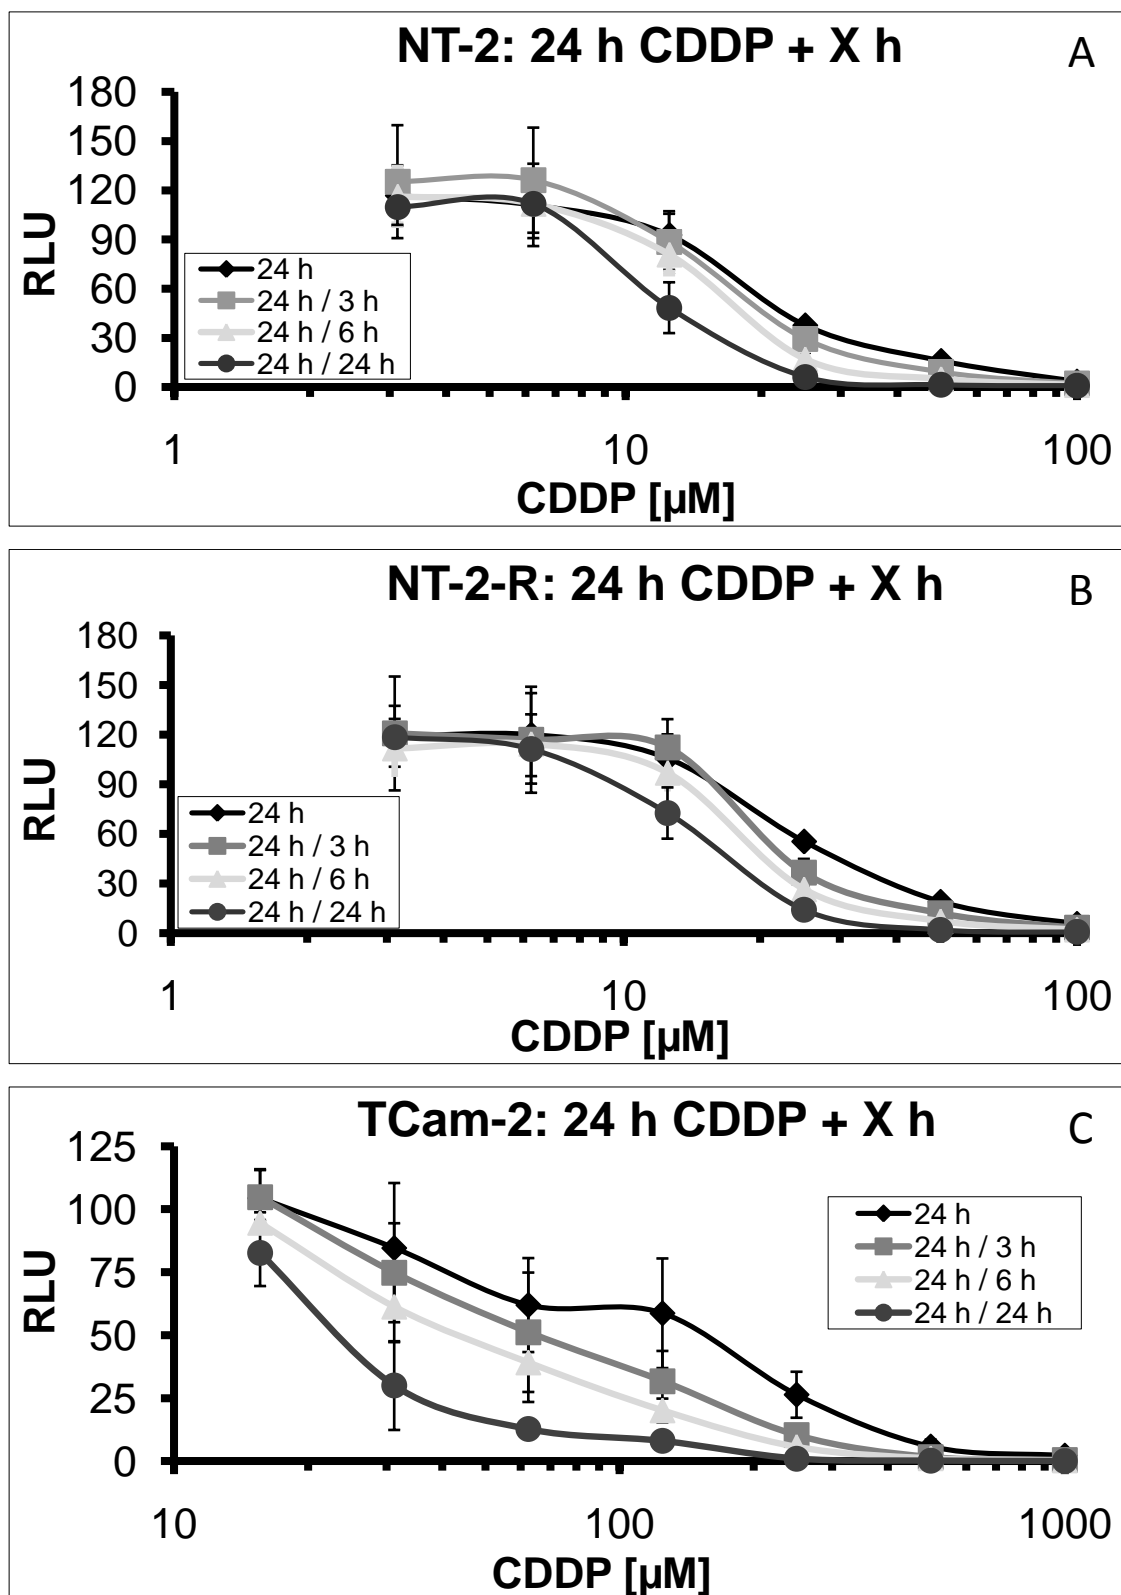 NT-2: 24 h CDDP + X h
A
180
150
120
90
60
30
0
RLU
24 h
24 h / 3 h
24 h / 6 h
24 h / 24 h
1
10
100
CDDP [µM]
NT-2-R: 24 h CDDP + X h
B
180
150
120
90
60
30
0
RLU
24 h
24 h / 3 h
24 h / 6 h
24 h / 24 h
1
10
100
CDDP [µM]
TCam-2: 24 h CDDP + X h
C
125
100
75
50
25
0
RLU
24 h
24 h / 3 h
24 h / 6 h
24 h / 24 h
10
100
1000
CDDP [µM]